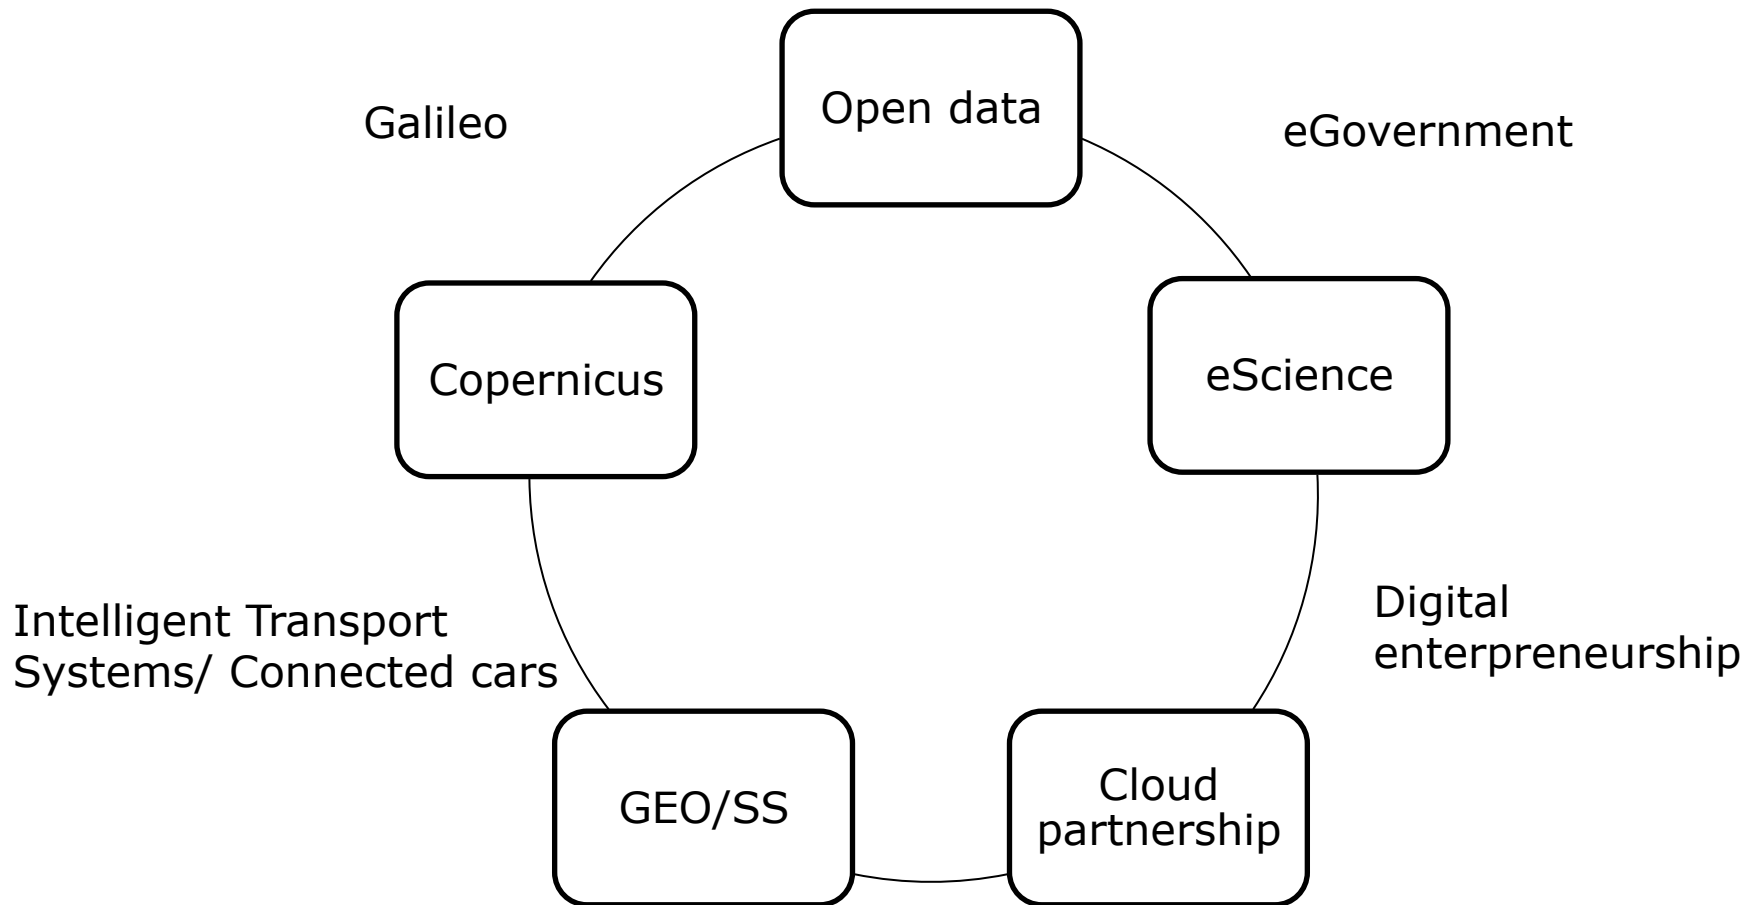 Open data
Galileo
eGovernment
Copernicus
eScience
Intelligent Transport
Systems/ Connected cars
Digital
enterpreneurship
GEO/SS
Cloud
partnership